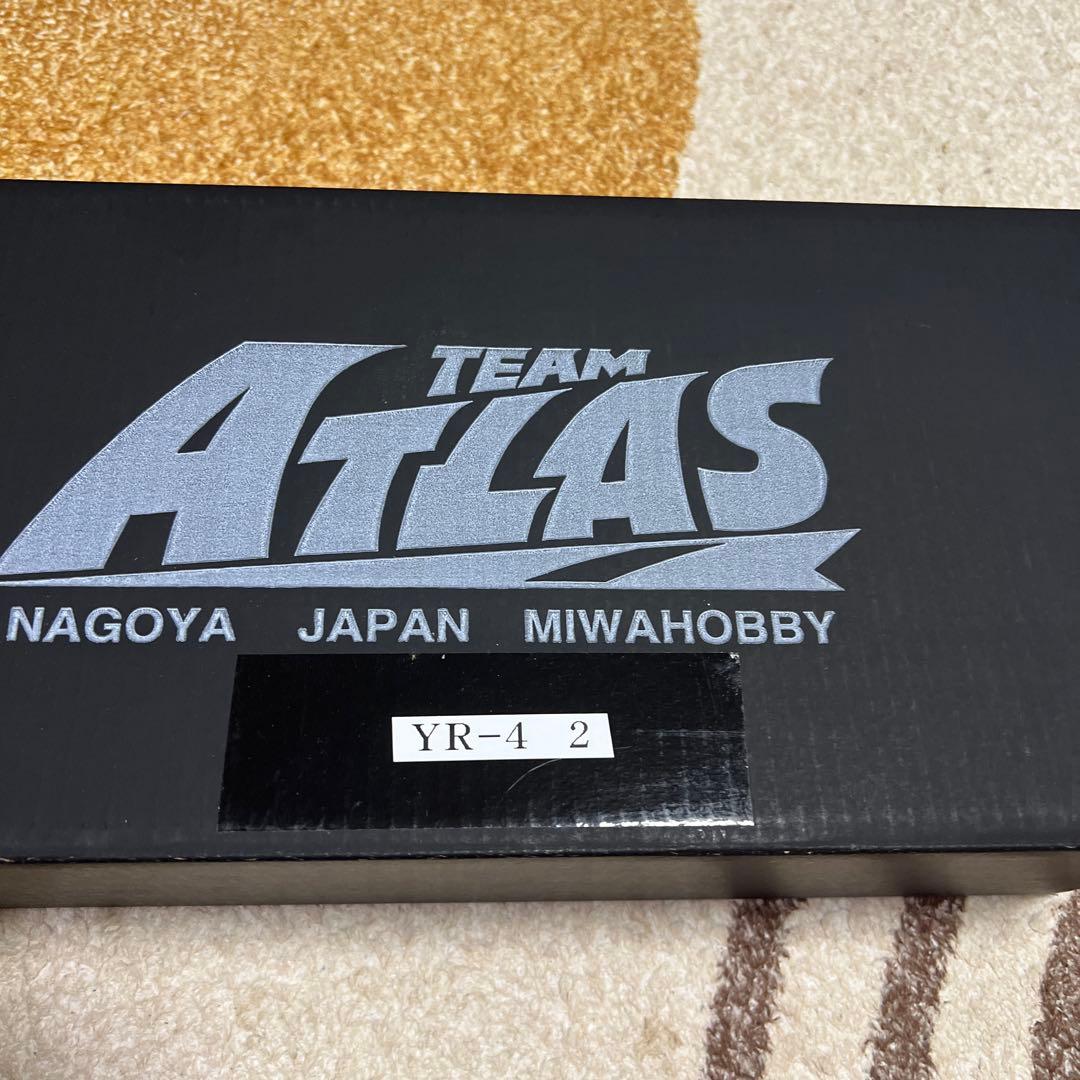 TEAM
ATLAS
NAGOYA JAPAN MIWAHOBBY
YR-4 2